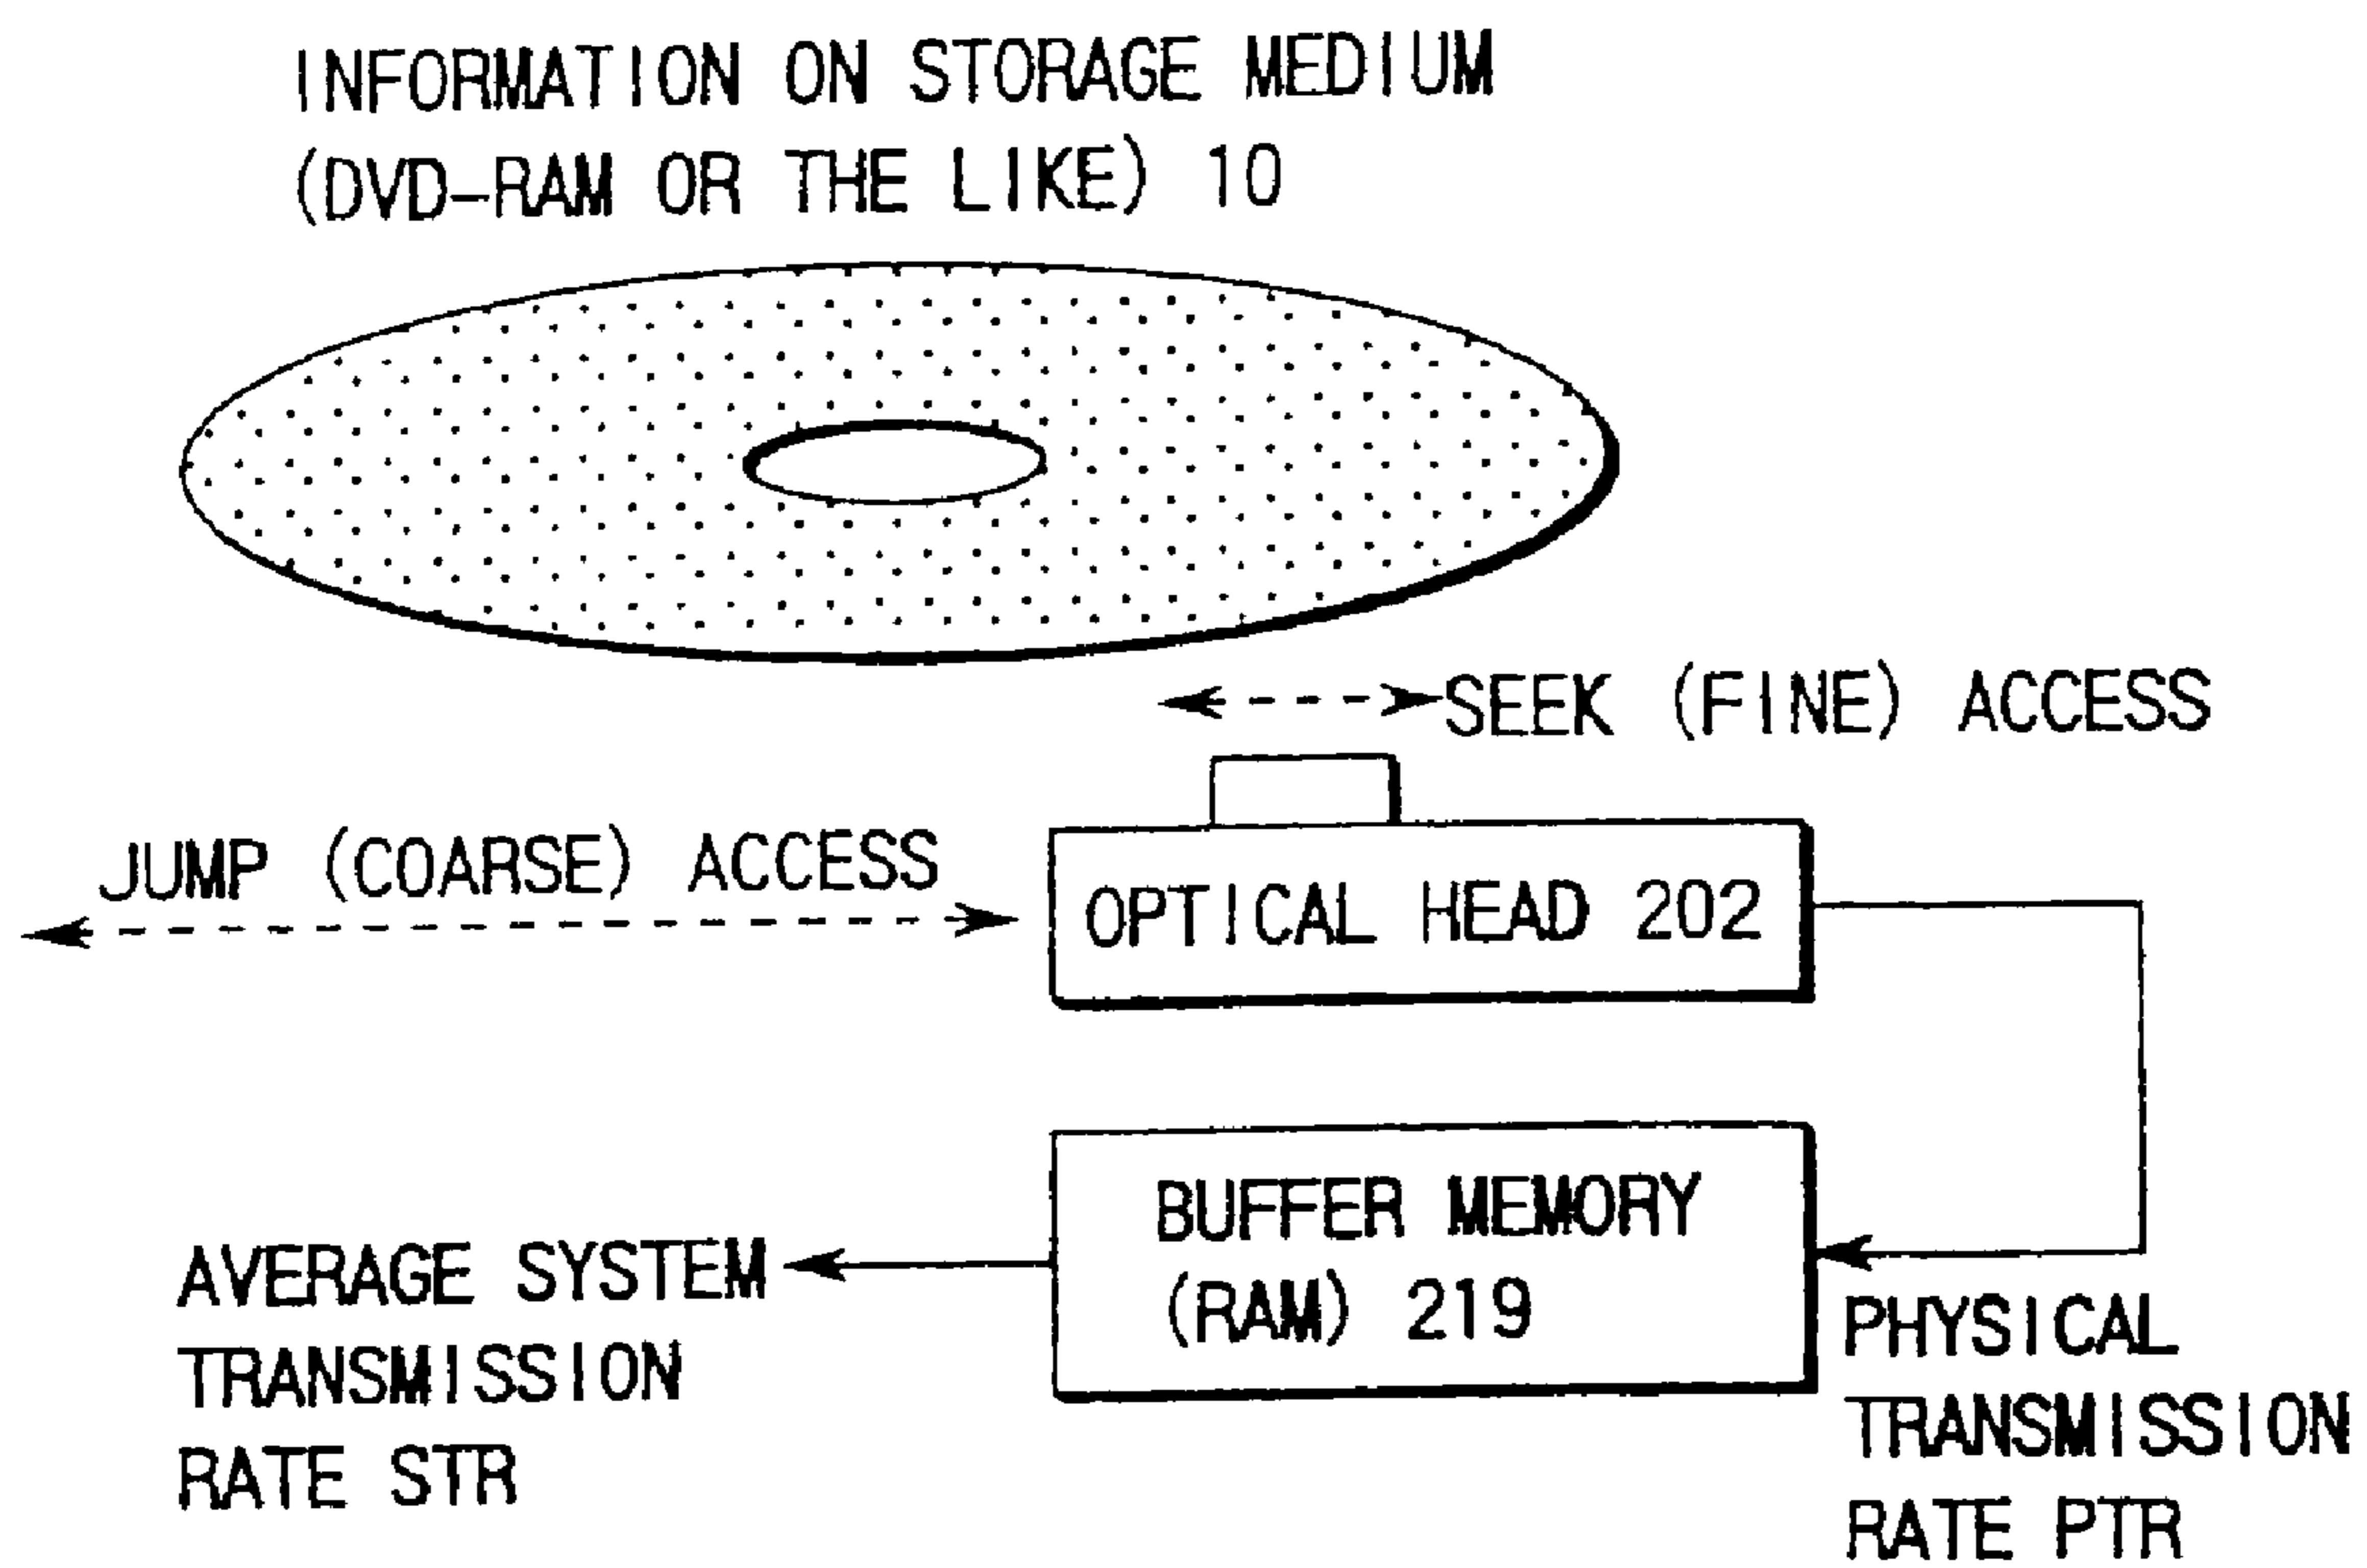 INFORMATION ON STORAGE MEDIUM
(DVD-RAM OR THE LIKE) 10
SEEK (FINE) ACCESS
JUMP (COARSE) ACCESS
OPTICAL HEAD 202
BUFFER MEMORY
(RAM) 219
AVERAGE SYSTEM
TRANSMISSION
RATE STR
PHYSICAL
TRANSMISSION
RATE PTR